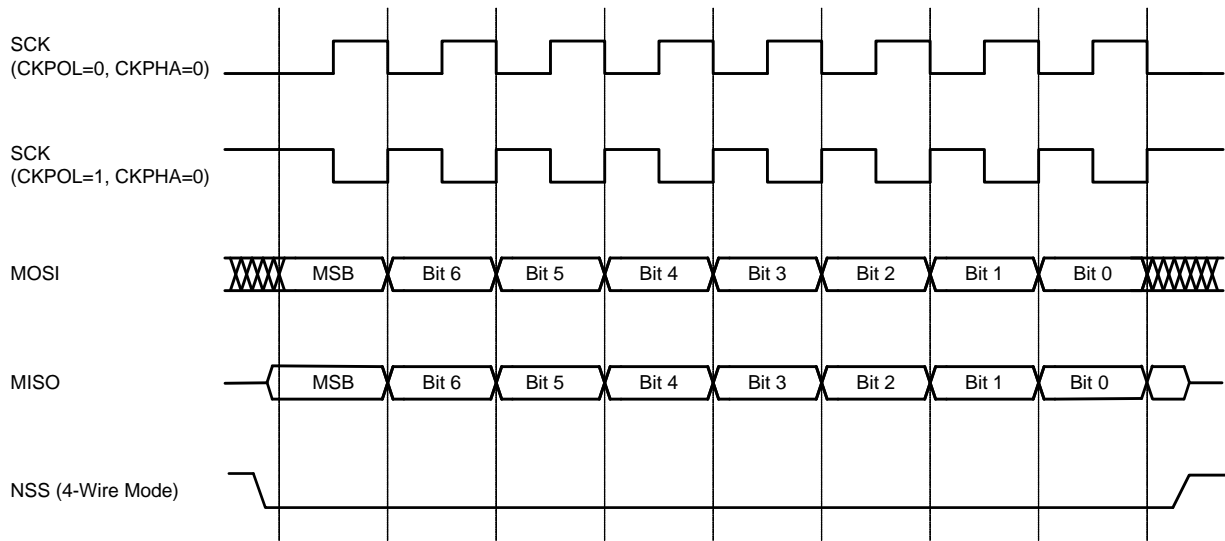 SCK
(CKPOL=0, CKPHA=0)
SCK
(CKPOL=1, CKPHA=0)
MOSI
MSB
Bit 6
Bit 5
Bit 4
Bit 3
Bit 2
Bit 1
Bit 0
MISO
MSB
Bit 6
Bit 5
Bit 4
Bit 3
Bit 2
Bit 1
Bit 0
NSS (4-Wire Mode)